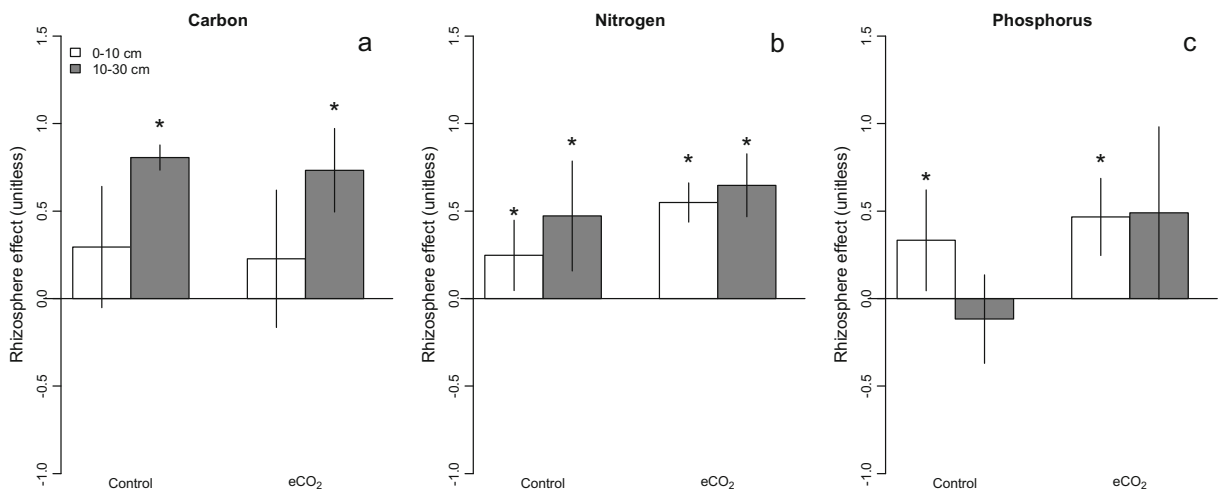 Carbon
a
0-10 cm
10-30 cm
*
*
Rhizosphere effect (unitless)
1.5
1.0
0.5
0.0
-0.5
-1.0
Control
eCO₂
Nitrogen
b
*
*
*
*
Rhizosphere effect (unitless)
1.5
1.0
0.5
0.0
-0.5
-1.0
Control
eCO₂
Phosphorus
c
*
*
Rhizosphere effect (unitless)
1.5
1.0
0.5
0.0
-0.5
-1.0
Control
eCO₂